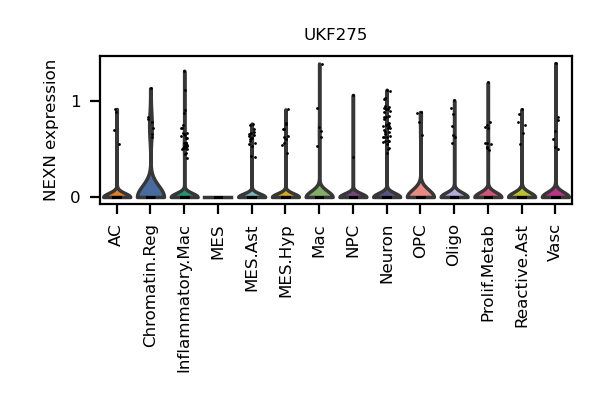 UKF275
NEXN expression
1
0
AC
Chromatin.Reg
Inflammatory.Mac
MES
MES.Ast
MES.Hyp
Mac
NPC
Neuron
OPC
Oligo
Prolif.Metab
Reactive.Ast
Vasc